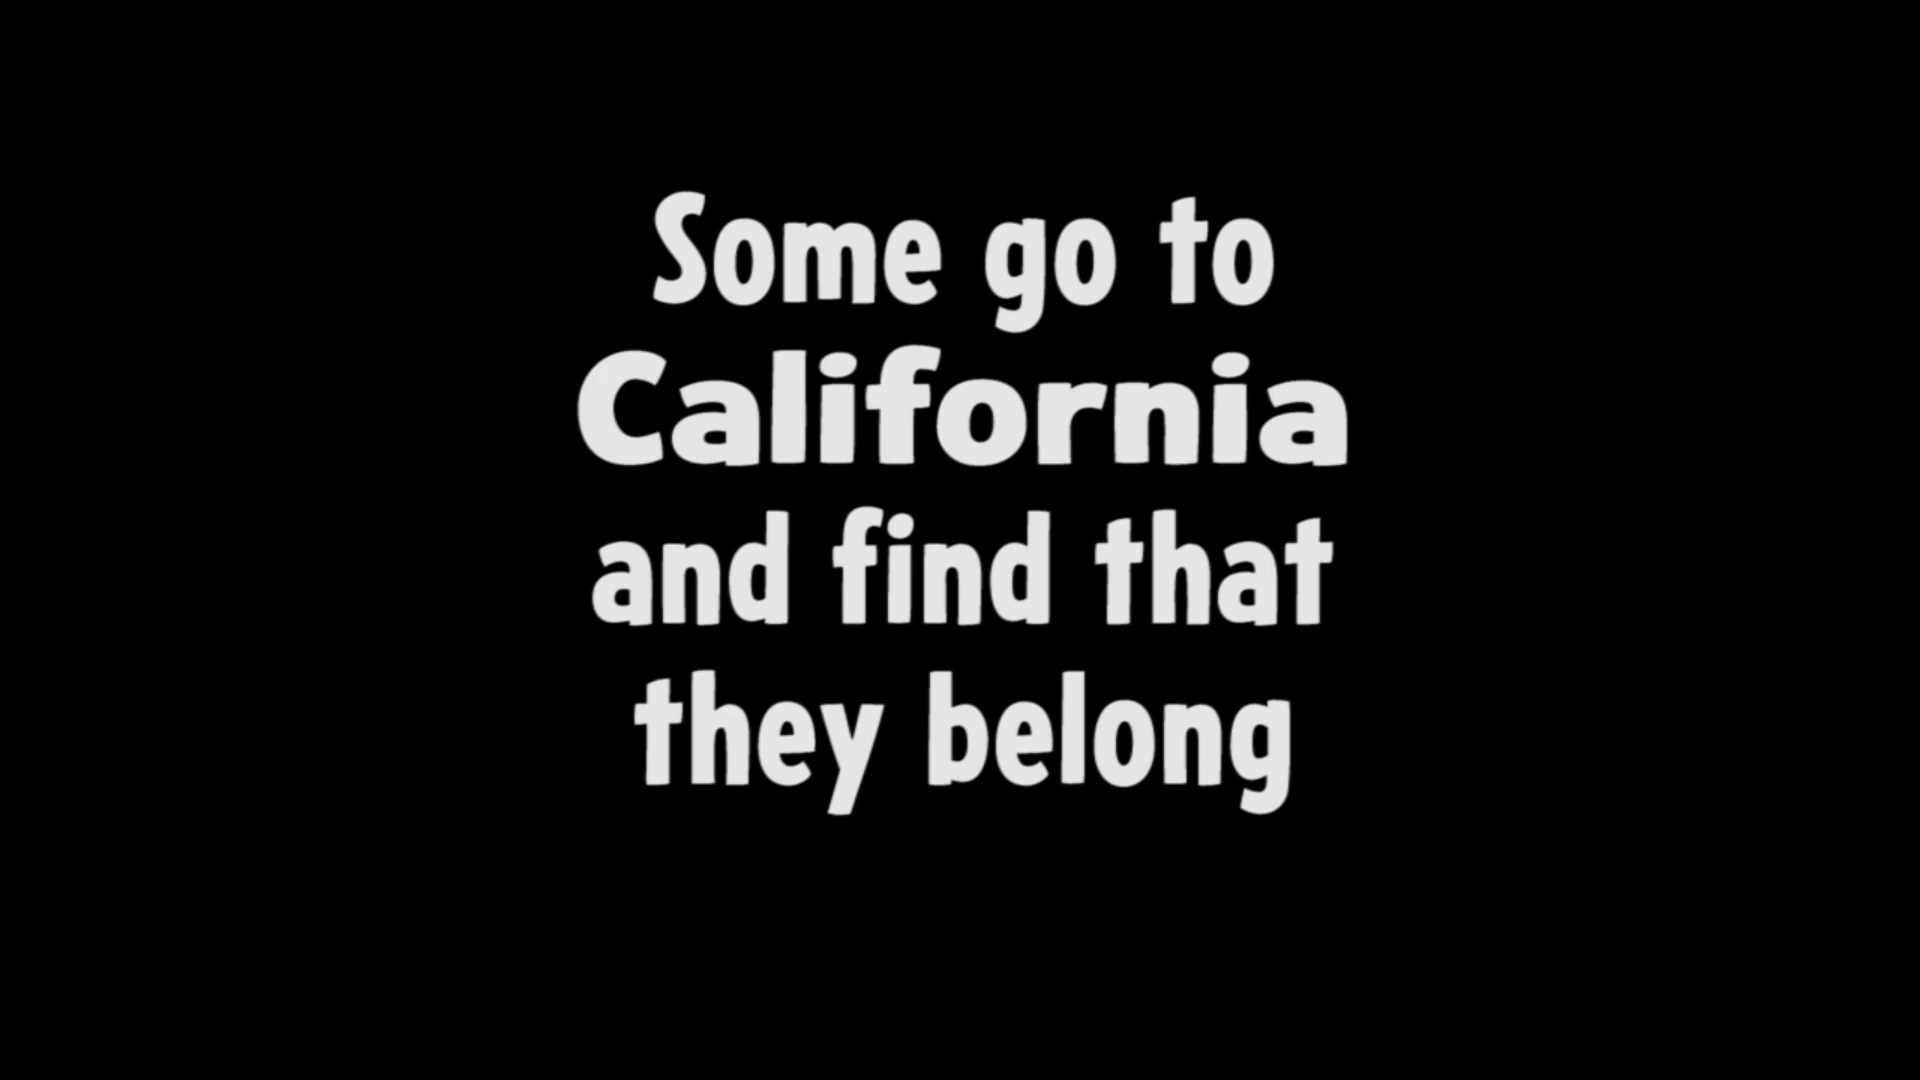 Some go to
California
and find that
they belong